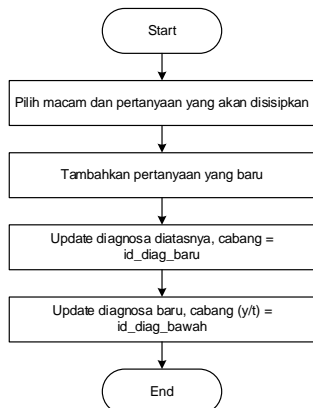 Start
Pilih macam dan pertanyaan yang akan disisipkan
Tambahkan pertanyaan yang baru
Update diagnosa diatasnya, cabang =
id_diag_baru
Update diagnosa baru, cabang (y/t) =
id_diag_bawah
End